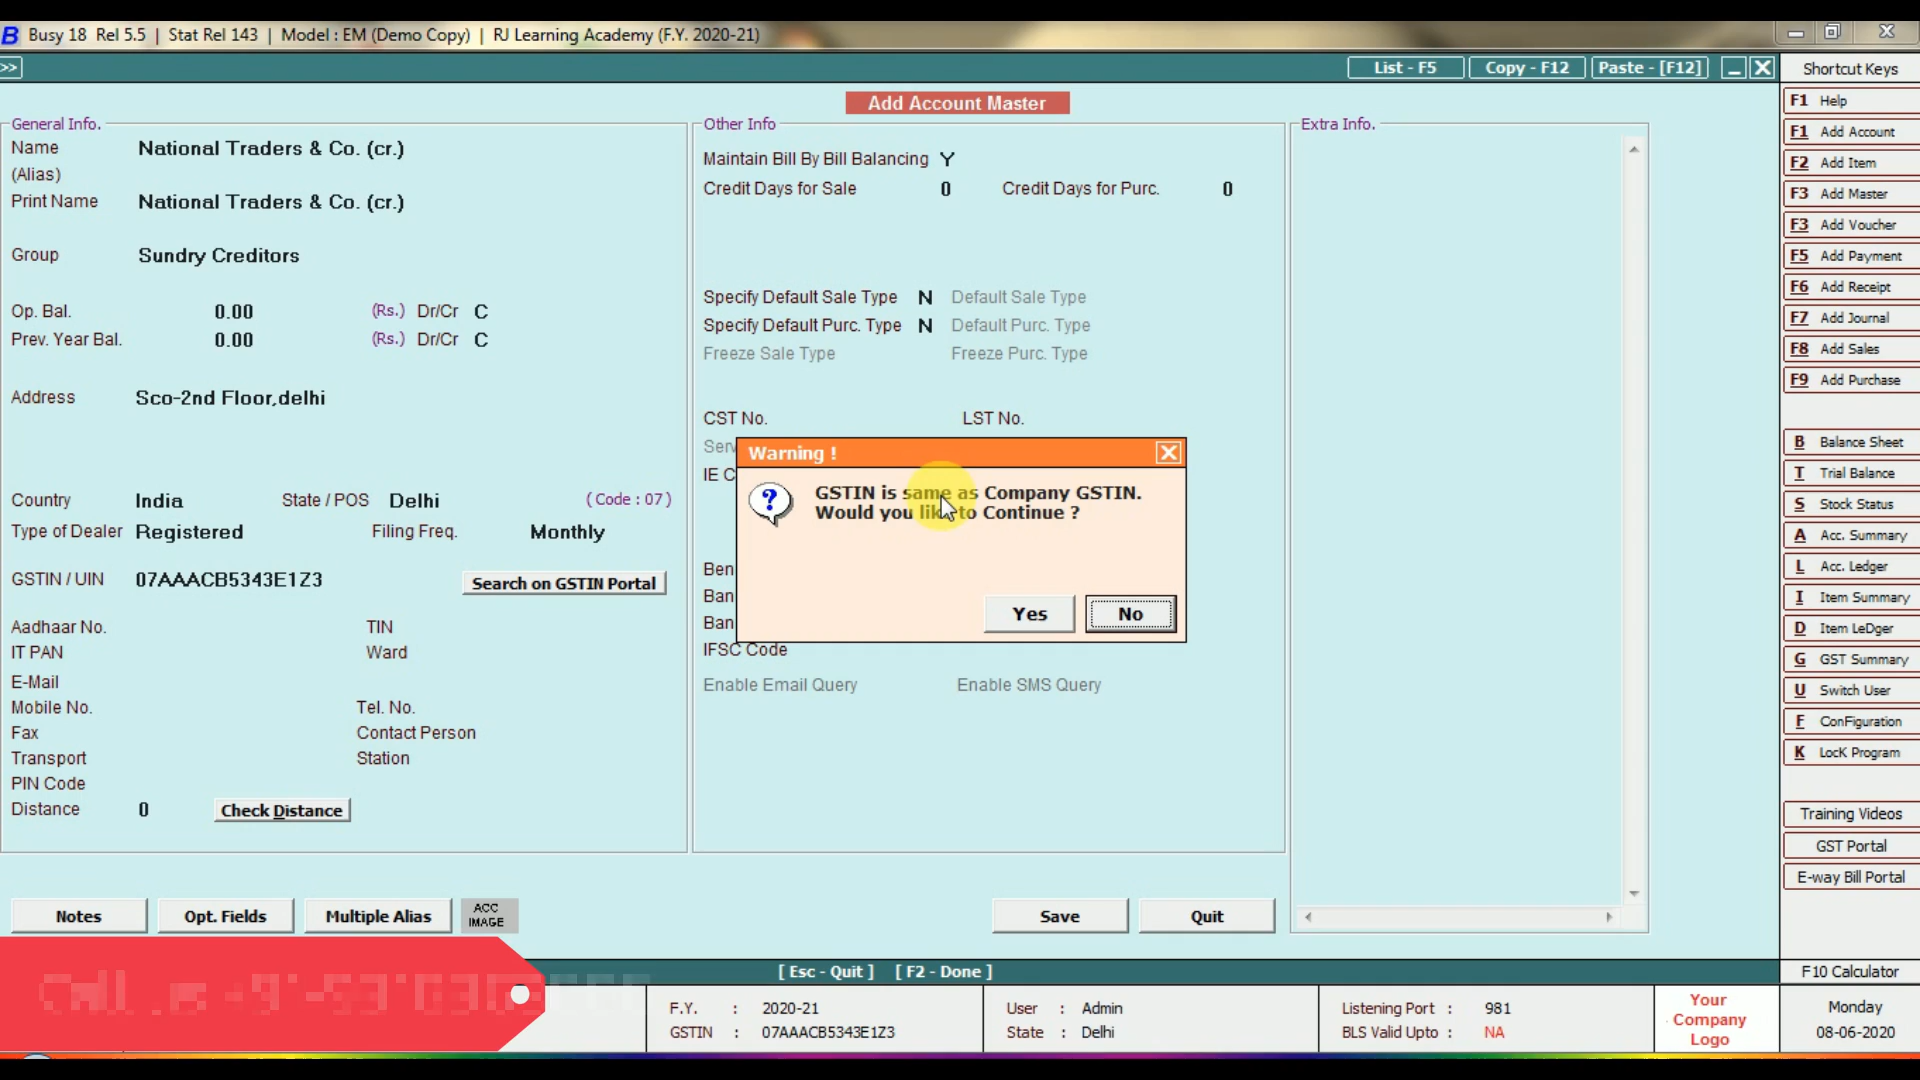 B Busy 18 Rel 5.5 | Stat Rel 143 | Model : EM (Demo Copy) | RJ Learning Academy (F.Y. 2020-21)
>> List - F5 Copy - F12 Paste - [F12] Shortcut Keys
Add Account Master
General Info. Other Info Extra Info.
Name National Traders & Co. (cr.)
(Alias)
Print Name National Traders & Co. (cr.)
Group Sundry Creditors
Op. Bal. 0.00 (Rs.) Dr/Cr C
Prev. Year Bal. 0.00 (Rs.) Dr/Cr C
Address Sco-2nd Floor,delhi
Country India State / POS Delhi ( Code : 07 )
Type of Dealer Registered Filing Freq. Monthly
GSTIN / UIN 07AAACB5343E1Z3 Search on GSTIN Portal
Aadhaar No. TIN
IT PAN Ward
E-Mail
Mobile No. Tel. No.
Fax Contact Person
Transport Station
PIN Code
Distance 0 Check Distance
Maintain Bill By Bill Balancing Y
Credit Days for Sale 0 Credit Days for Purc. 0
Specify Default Sale Type N Default Sale Type
Specify Default Purc. Type N Default Purc. Type
Freeze Sale Type Freeze Purc. Type
CST No. LST No.
Serv
IE C
Ben
Ban
Ban
IFSC Code
Enable Email Query Enable SMS Query
Warning !
GSTIN is same as Company GSTIN.
Would you like to Continue ?
Yes No
Notes Opt. Fields Multiple Alias ACC IMAGE Save Quit
F1 Help
F1 Add Account
F2 Add Item
F3 Add Master
F3 Add Voucher
F5 Add Payment
F6 Add Receipt
F7 Add Journal
F8 Add Sales
F9 Add Purchase
B Balance Sheet
T Trial Balance
S Stock Status
A Acc. Summary
L Acc. Ledger
I Item Summary
D Item LeDger
G GST Summary
U Switch User
F ConFiguration
K LocK Program
Training Videos
GST Portal
E-way Bill Portal
[ Esc - Quit ] [ F2 - Done ] F10 Calculator
F.Y. : 2020-21 User : Admin Listening Port : 981
GSTIN : 07AAACB5343E1Z3 State : Delhi BLS Valid Upto : NA
Your
Company
Logo
Monday
08-06-2020